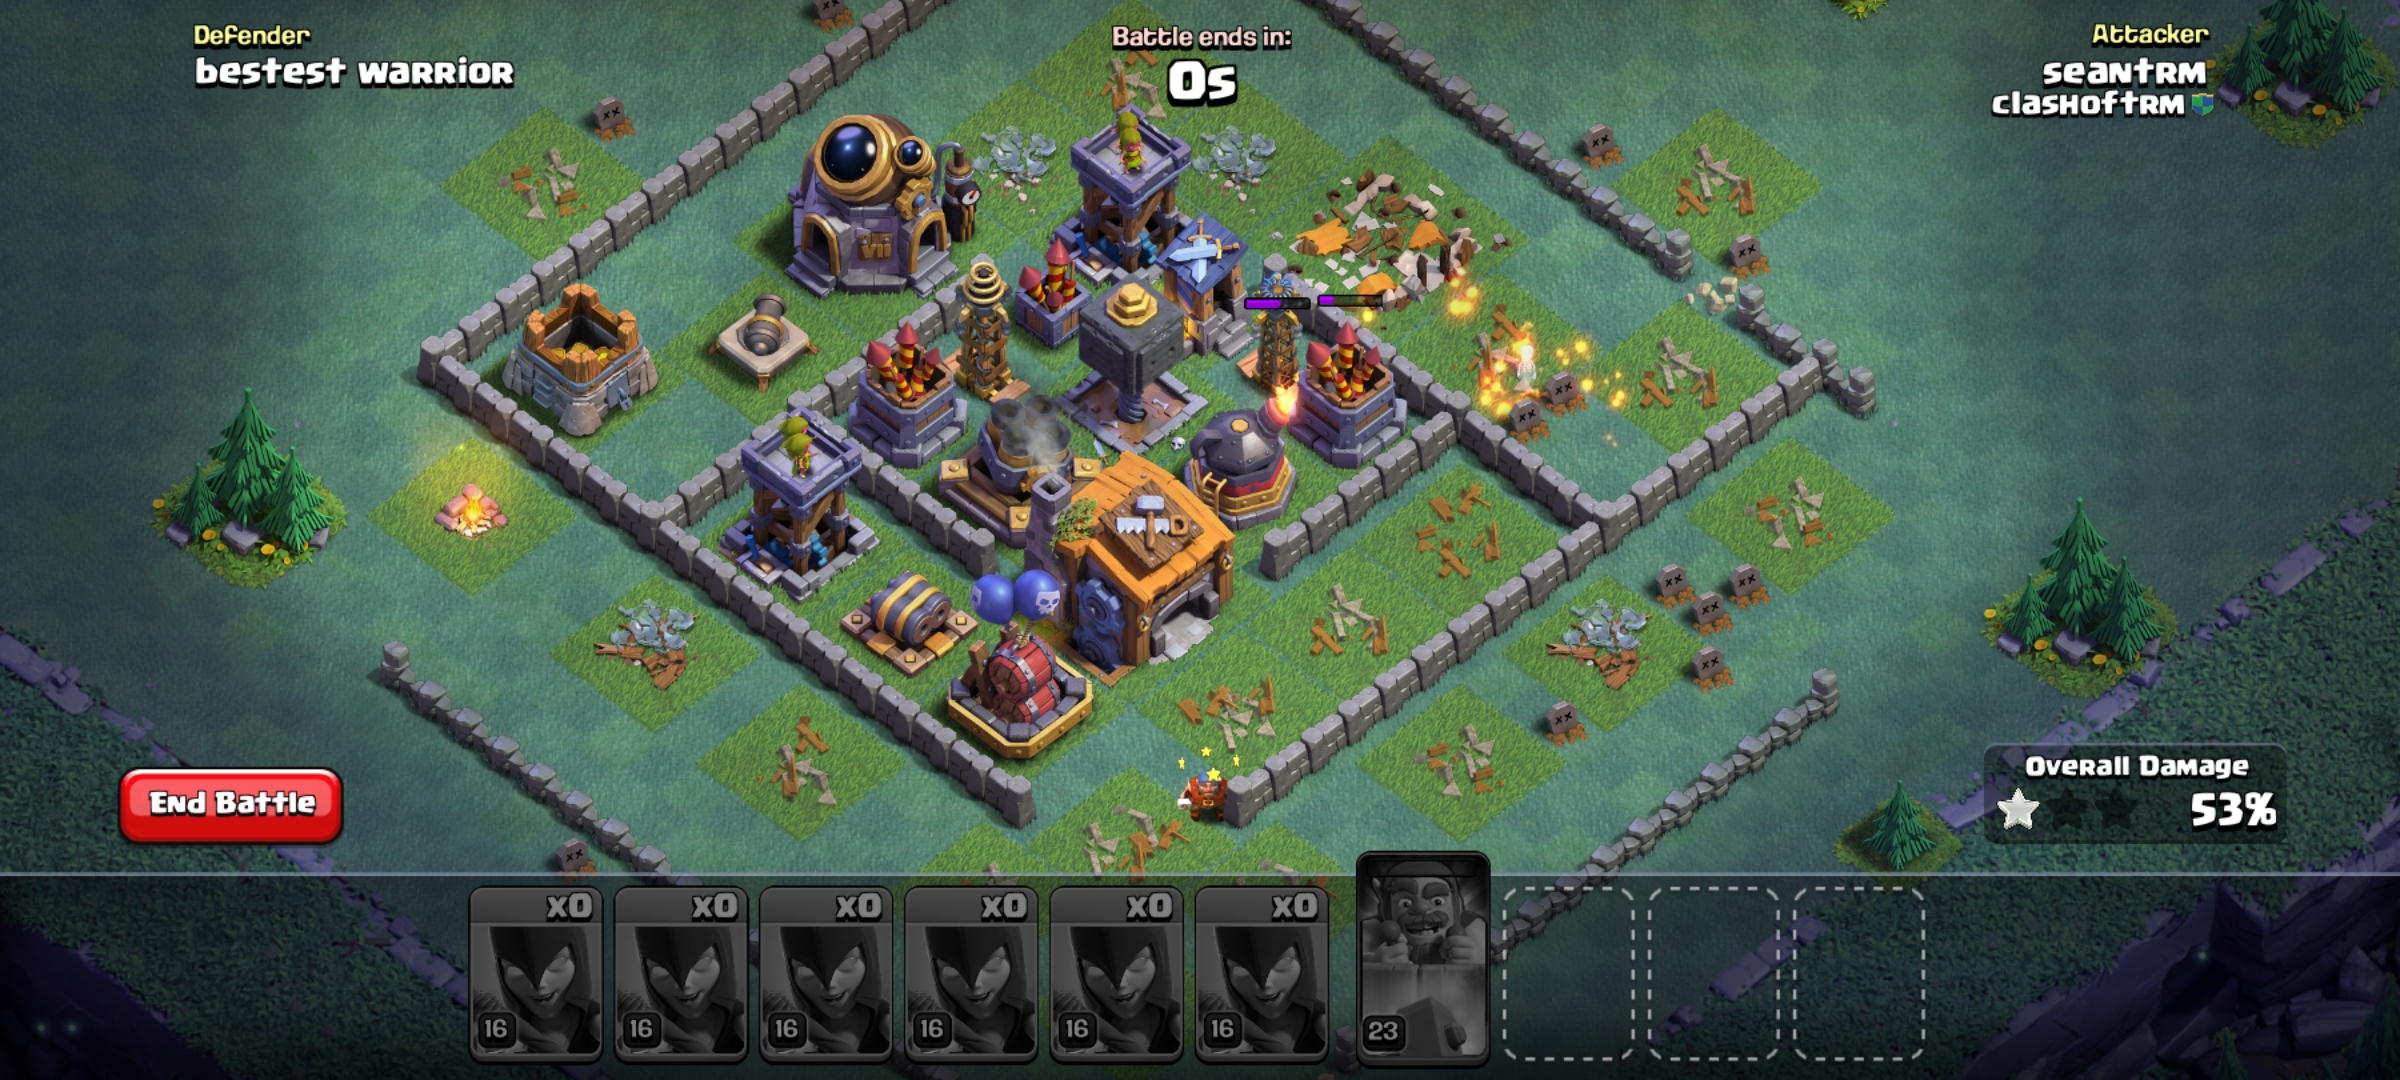 Defender
bestest warrior
Battle ends in:
0s
Attacker
seantrm
clashoftrm
VII
End Battle
Overall Damage
53%
x0
x0
x0
x0
x0
x0
16
16
16
16
16
16
23